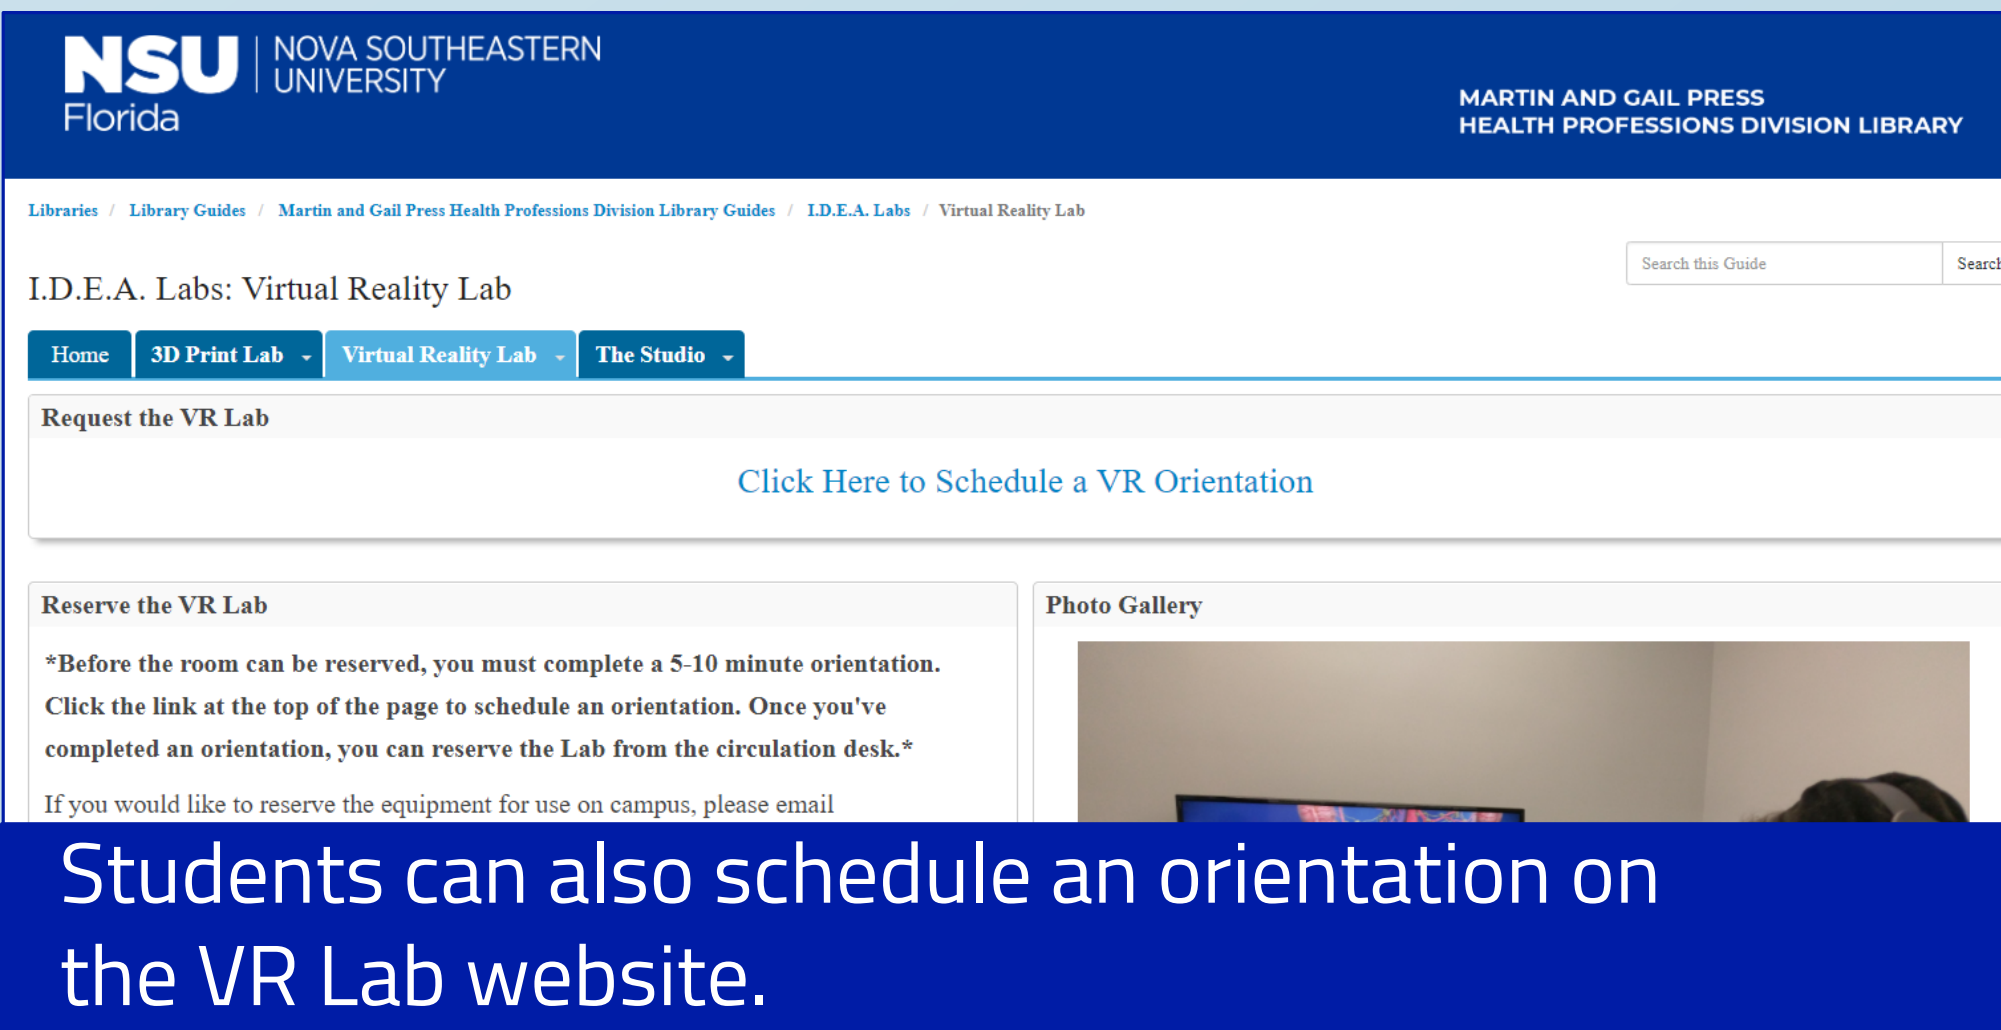 NSU
Florida
NOVA SOUTHEASTERN
UNIVERSITY
MARTIN AND GAIL PRESS
HEALTH PROFESSIONS DIVISION LIBRARY
Libraries / Library Guides / Martin and Gail Press Health Professions Division Library Guides / I.D.E.A. Labs / Virtual Reality Lab
Search this Guide
Search
I.D.E.A. Labs: Virtual Reality Lab
Home
3D Print Lab
Virtual Reality Lab
The Studio
Request the VR Lab
Click Here to Schedule a VR Orientation
Reserve the VR Lab
*Before the room can be reserved, you must complete a 5-10 minute orientation.
Click the link at the top of the page to schedule an orientation. Once you've
completed an orientation, you can reserve the Lab from the circulation desk.*
If you would like to reserve the equipment for use on campus, please email
Photo Gallery
Students can also schedule an orientation on
the VR Lab website.